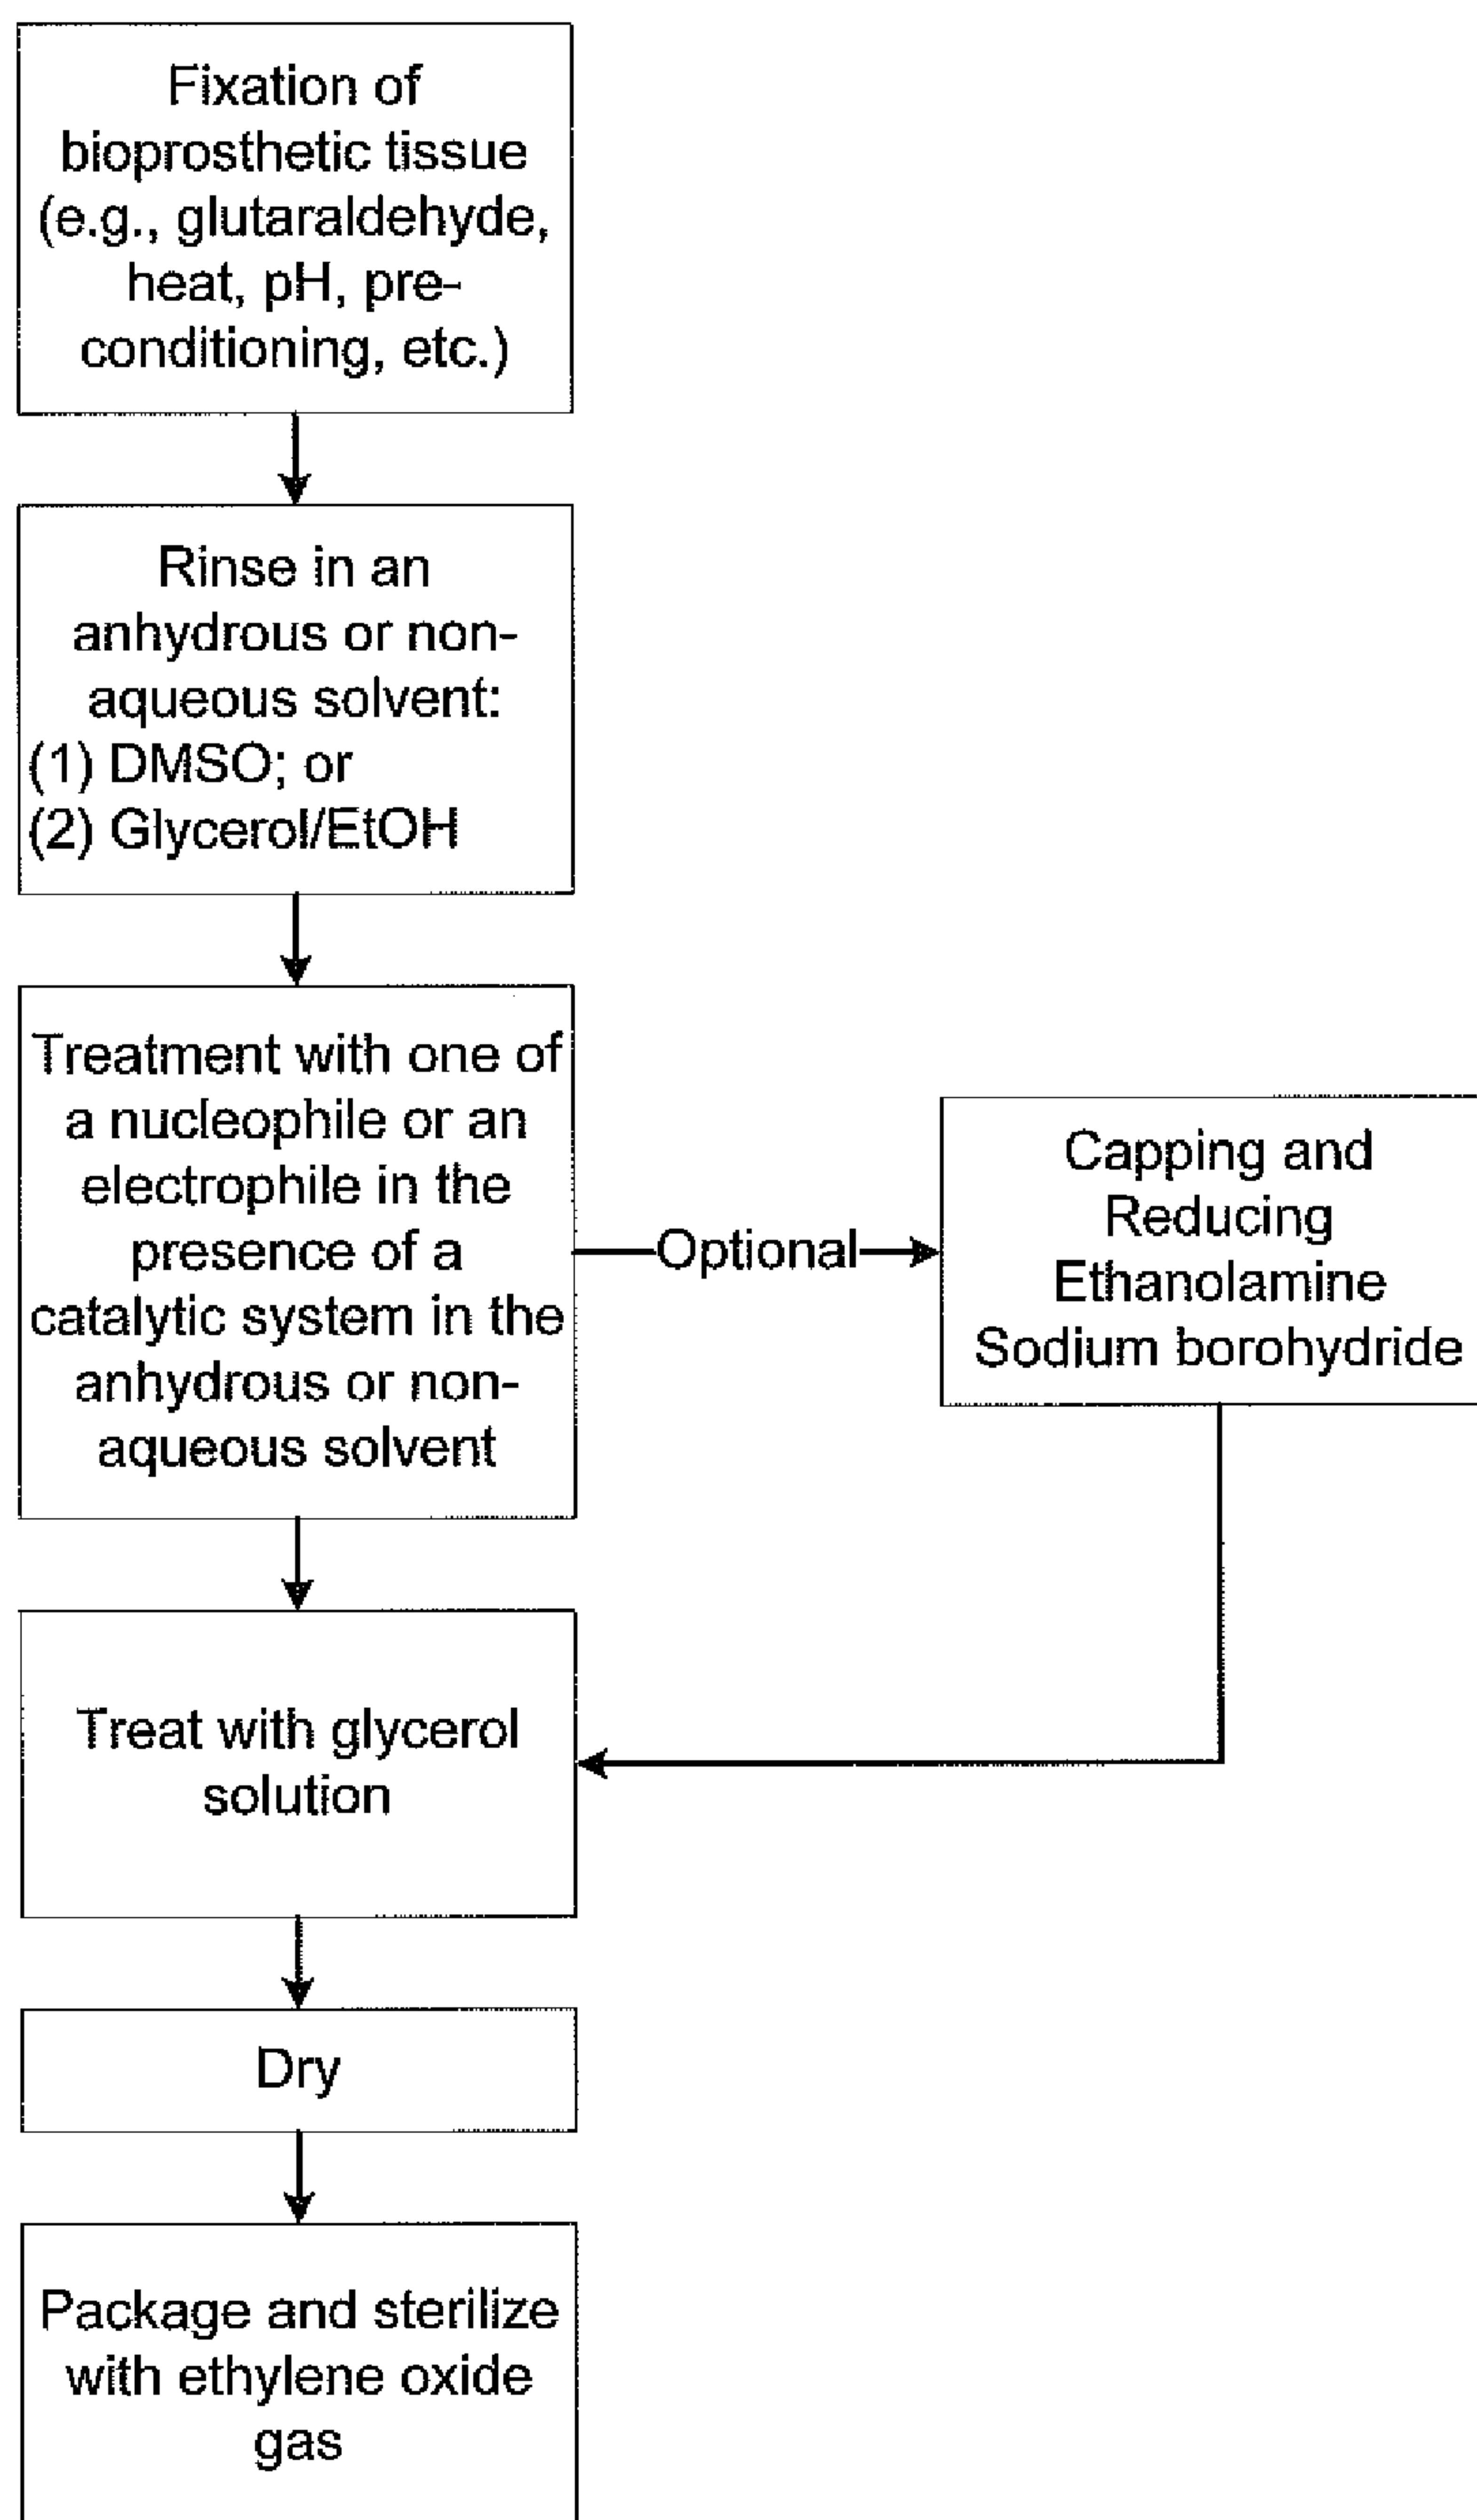 Fixation of
bioprosthetic tissue
(e.g., glutaraldehyde,
heat, pH, pre-
conditioning, etc.)
Rinse in an
anhydrous or non-
aqueous solvent:
(1) DMSO; or
(2) Glycerol/EtOH
Treatment with one of
a nucleophile or an
electrophile in the
presence of a
catalytic system in the
anhydrous or non-
aqueous solvent
Optional
Capping and
Reducing
Ethanolamine
Sodium borohydride
Treat with glycerol
solution
Dry
Package and sterilize
with ethylene oxide
gas